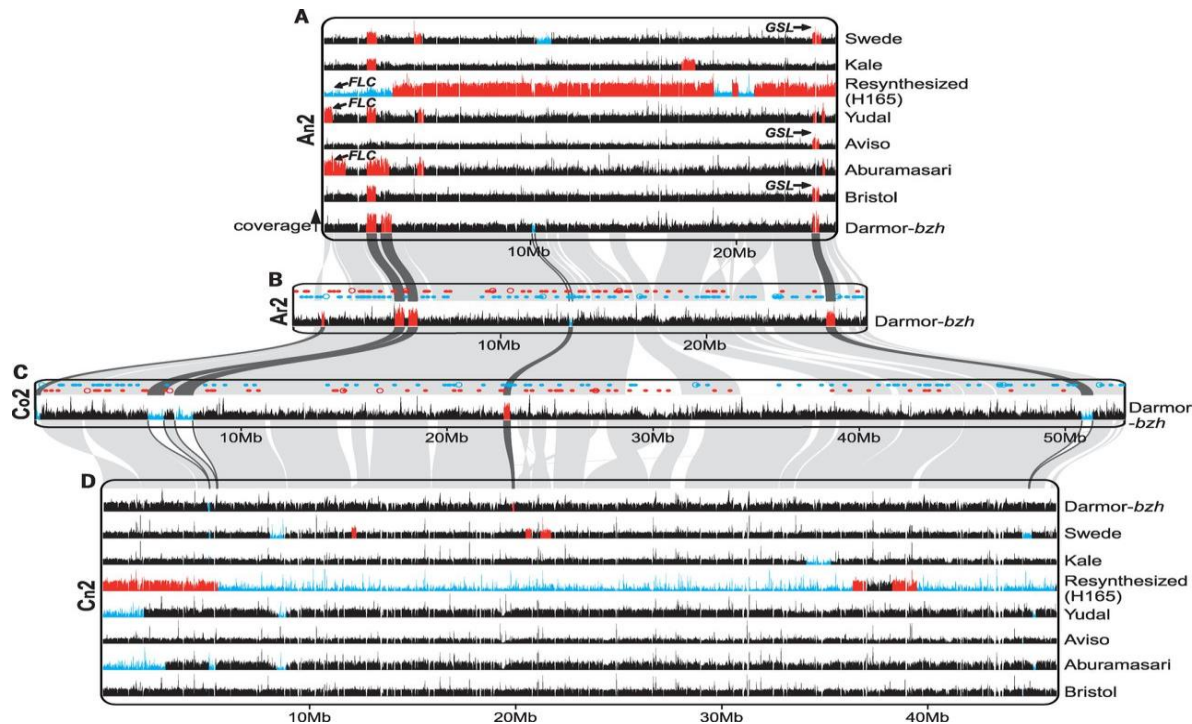 A
GSL
Swede
Kale
FLC
Resynthesized
(H165)
FLC
Yudal
An2
GSL
Aviso
FLC
Aburamasari
GSL
Bristol
coverage
Darmor-bzh
10Mb 20Mb
B
Ar2
Darmor-bzh
10Mb 20Mb
C
Co2
Darmor
-bzh
10Mb 20Mb 30Mb 40Mb 50Mb
D
Darmor-bzh
Swede
Kale
Cn2
Resynthesized
(H165)
Yudal
Aviso
Aburamasari
Bristol
10Mb 20Mb 30Mb 40Mb